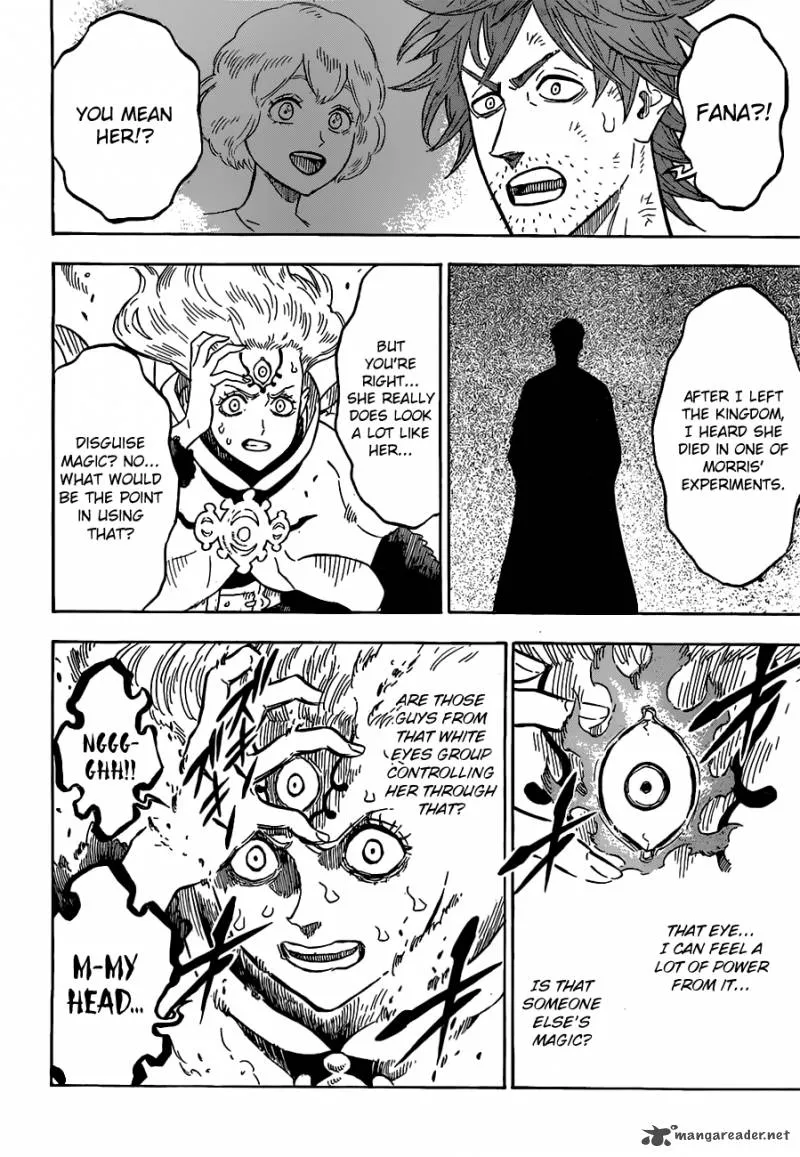 FANA?!
YOU MEAN
HER!?
AFTER I LEFT
THE KINGDOM,
I HEARD SHE
DIED IN ONE OF
MORRIS'
EXPERIMENTS.
BUT
YOU'RE
RIGHT...
SHE REALLY
DOES LOOK
A LOT LIKE
HER...
DISGUISE
MAGIC? NO...
WHAT WOULD
BE THE POINT
IN USING
THAT?
THAT EYE...
I CAN FEEL
A LOT OF POWER
FROM IT...
IS THAT
SOMEONE
ELSE'S
MAGIC?
ARE THOSE
GUYS FROM
THAT WHITE
EYES GROUP
CONTROLLING
HER THROUGH
THAT?
NGGG-
GHH!!
M-MY
HEAD...
mangareader.net